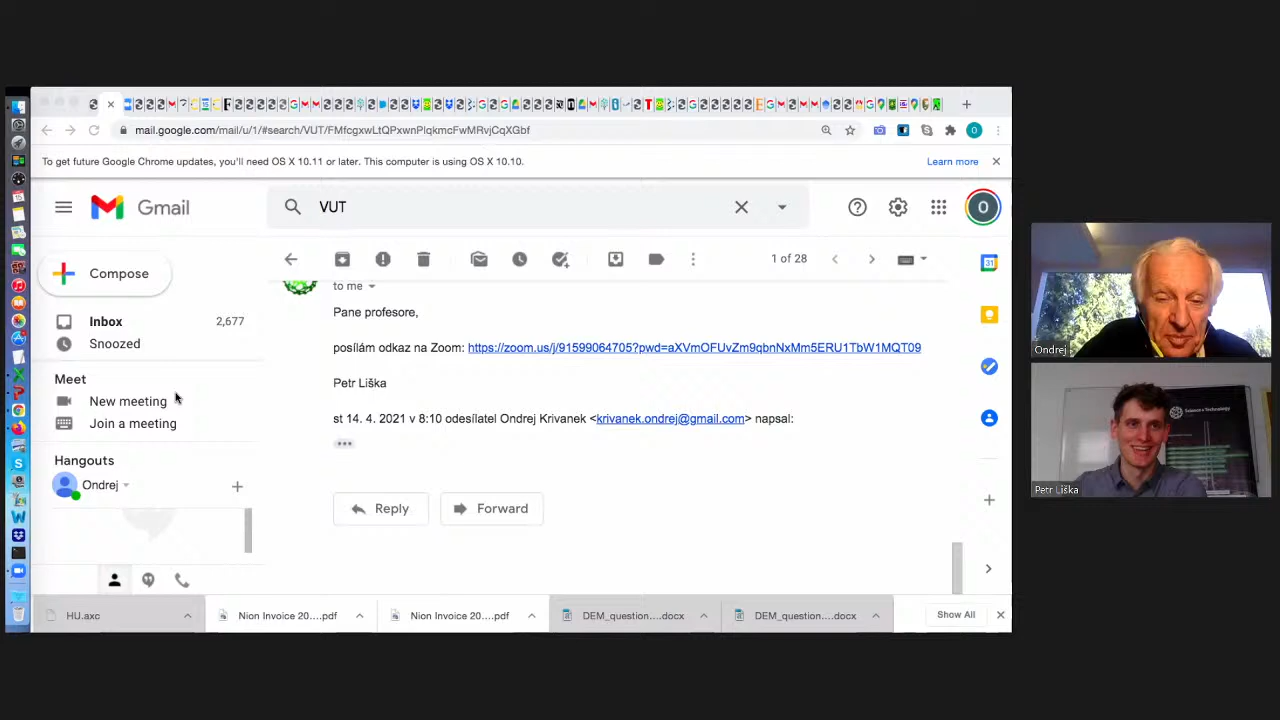 mail.google.com/mail/u/1/#search/VUT/FMfcgxwLtQPxwnPlqkmcFwMRvjCqXGbf
To get future Google Chrome updates, you'll need OS X 10.11 or later. This computer is using OS X 10.10.
Learn more
Gmail
VUT
O
Compose
1 of 28
31
to me
Pane profesore,
Inbox 2,677
Snoozed
posílám odkaz na Zoom: https://zoom.us/j/91599064705?pwd=aXVmOFUvZm9qbnNxMm5ERU1TbW1MQT09
Ondrej
Meet
Petr Liška
New meeting
Science+Technology
Join a meeting
st 14. 4. 2021 v 8:10 odesílatel Ondrej Krivanek <krivanek.ondrej@gmail.com> napsal:
Hangouts
Ondrej
Petr Liška
Reply
Forward
HU.axc
Nion Invoice 20....pdf
Nion Invoice 20....pdf
DEM_question....docx
DEM_question....docx
Show All